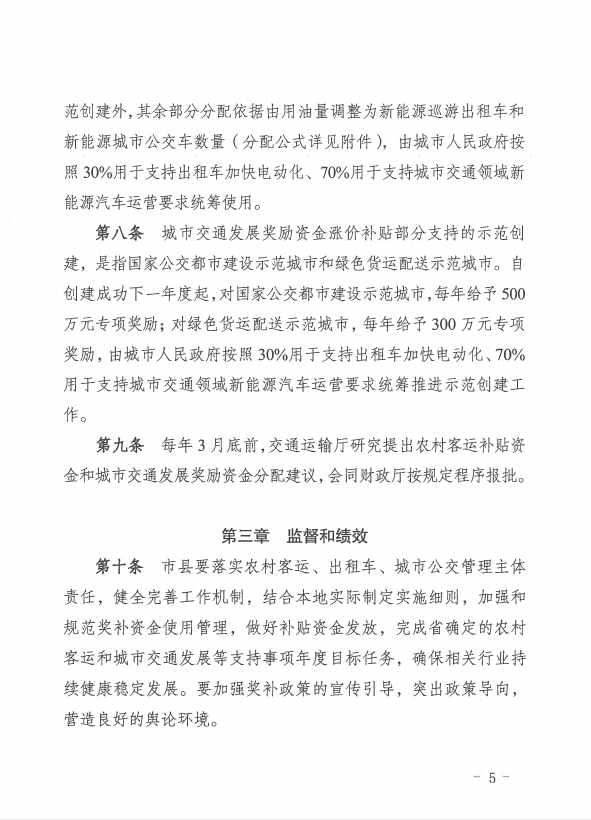 范创建外，其余部分分配依据由用油量调整为新能源巡游出租车和
新能源城市公交车数量（分配公式详见附件），由城市人民政府按
照 30%用于支持出租车加快电动化、70%用于支持城市交通领域新
能源汽车运营要求统筹使用。
第八条　城市交通发展奖励资金涨价补贴部分支持的示范创
建，是指国家公交都市建设示范城市和绿色货运配送示范城市。自
创建成功下一年度起，对国家公交都市建设示范城市，每年给予 500
万元专项奖励；对绿色货运配送示范城市，每年给予 300 万元专项
奖励，由城市人民政府按照 30%用于支持出租车加快电动化、70%
用于支持城市交通领域新能源汽车运营要求统筹推进示范创建工
作。
第九条　每年 3 月底前，交通运输厅研究提出农村客运补贴资
金和城市交通发展奖励资金分配建议，会同财政厅按规定程序报批。
第三章　监督和绩效
第十条　市县要落实农村客运、出租车、城市公交管理主体
责任，健全完善工作机制，结合本地实际制定实施细则，加强和
规范奖补资金使用管理，做好补贴资金发放，完成省确定的农村
客运和城市交通发展等支持事项年度目标任务，确保相关行业持
续健康稳定发展。要加强奖补政策的宣传引导，突出政策导向，
营造良好的舆论环境。
- 5 -